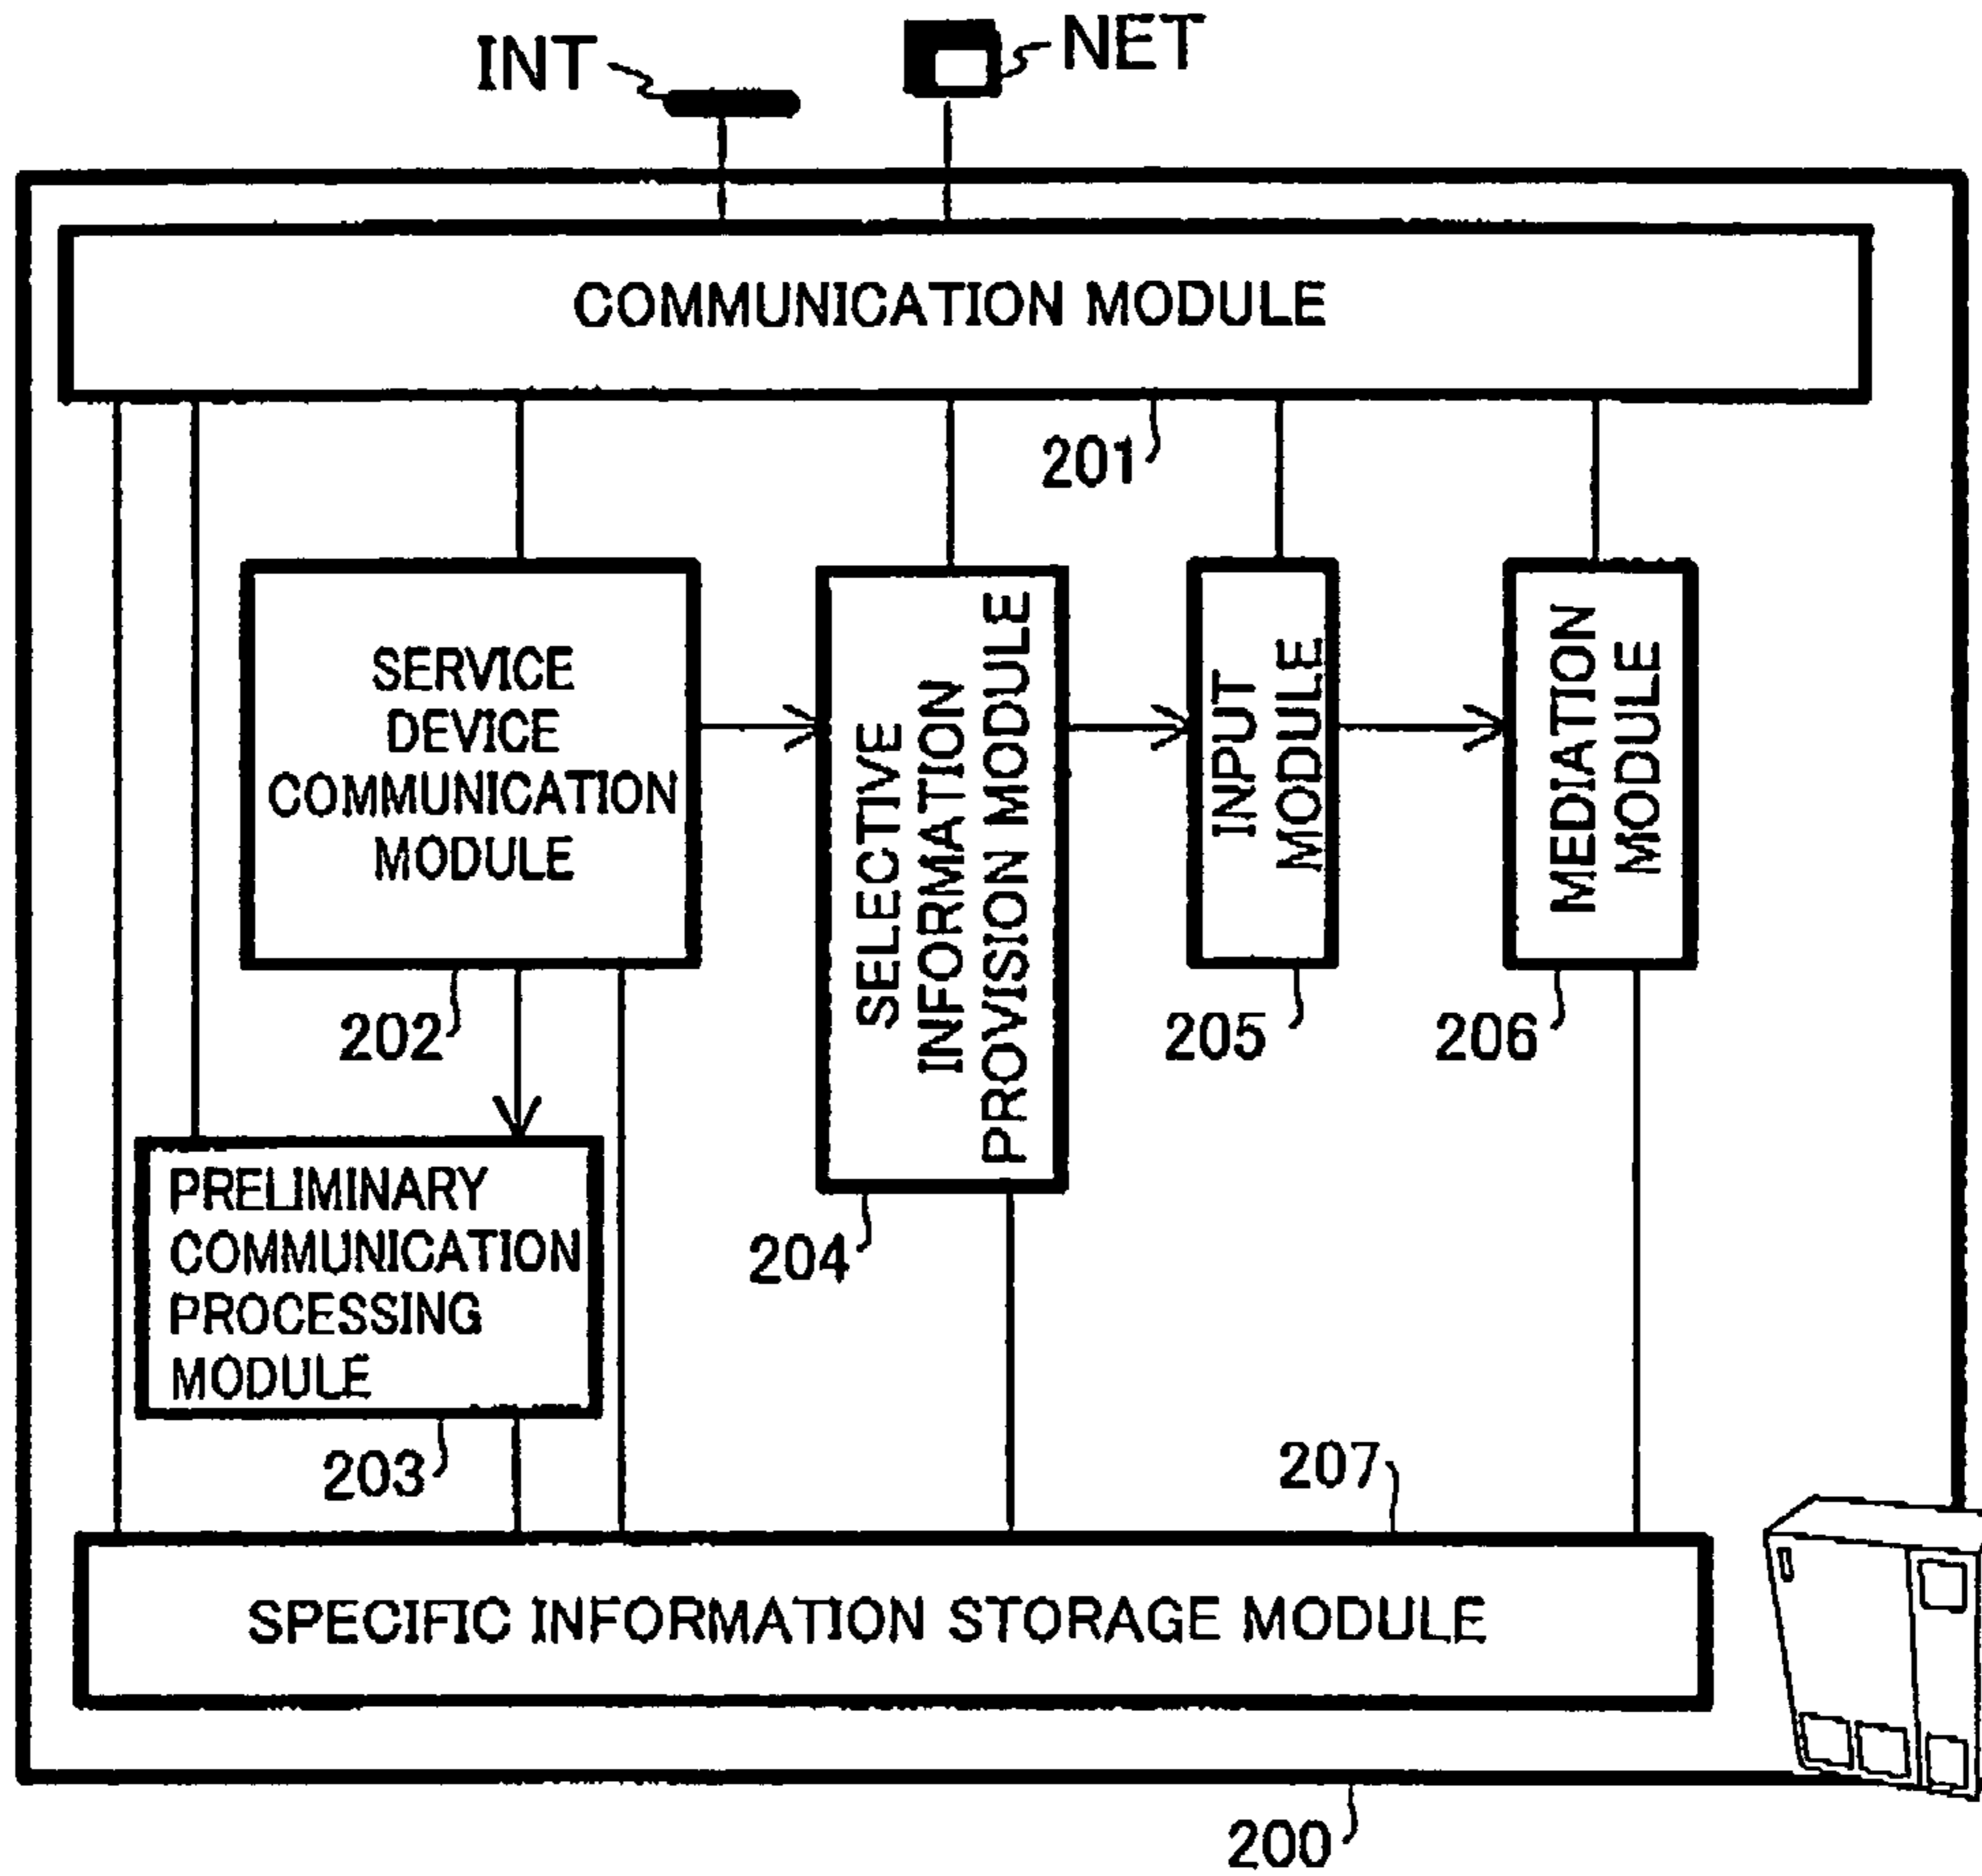 INT
NET
COMMUNICATION MODULE
201
SERVICE
DEVICE
COMMUNICATION
MODULE
202
SELECTIVE
INFORMATION
PROVISION MODULE
204
INPUT
MODULE
205
MEDIATION
MODULE
206
PRELIMINARY
COMMUNICATION
PROCESSING
MODULE
203
207
SPECIFIC INFORMATION STORAGE MODULE
200